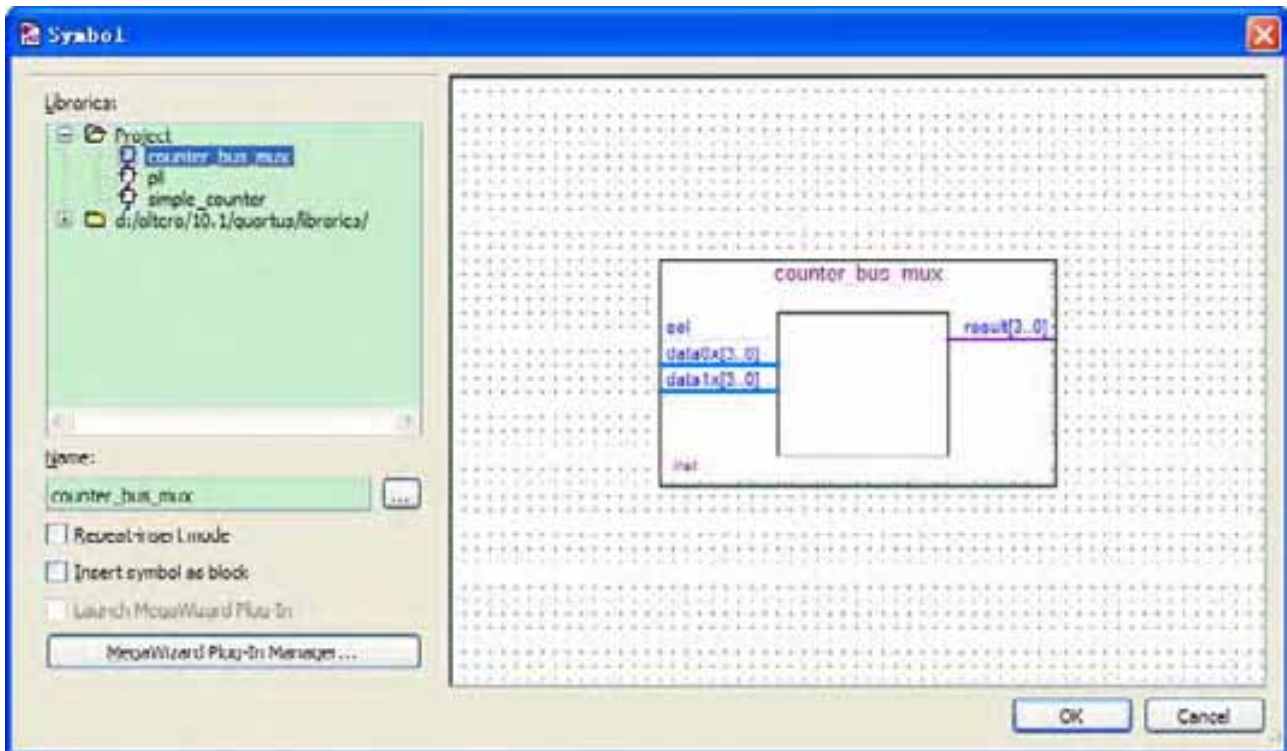 Symbol
Libraries:
Project
counter_bus_mux
pll
simple_counter
d:/altera/10.1/quartus/libraries/
Name:
counter_bus_mux
...
Repeat-insert mode
Insert symbol as block
Launch MegaWizard Plug-In
MegaWizard Plug-In Manager...
counter_bus_mux
sel
data0x[3..0]
data1x[3..0]
result[3..0]
inst
OK
Cancel